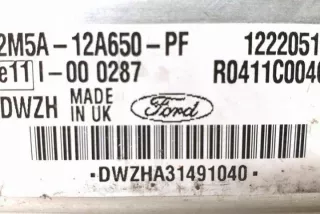 2M5A-12A650-PF 1222051
e11 I-00 0287 R0411C004
DWZH MADE IN UK Ford
·DWZHA31491040·